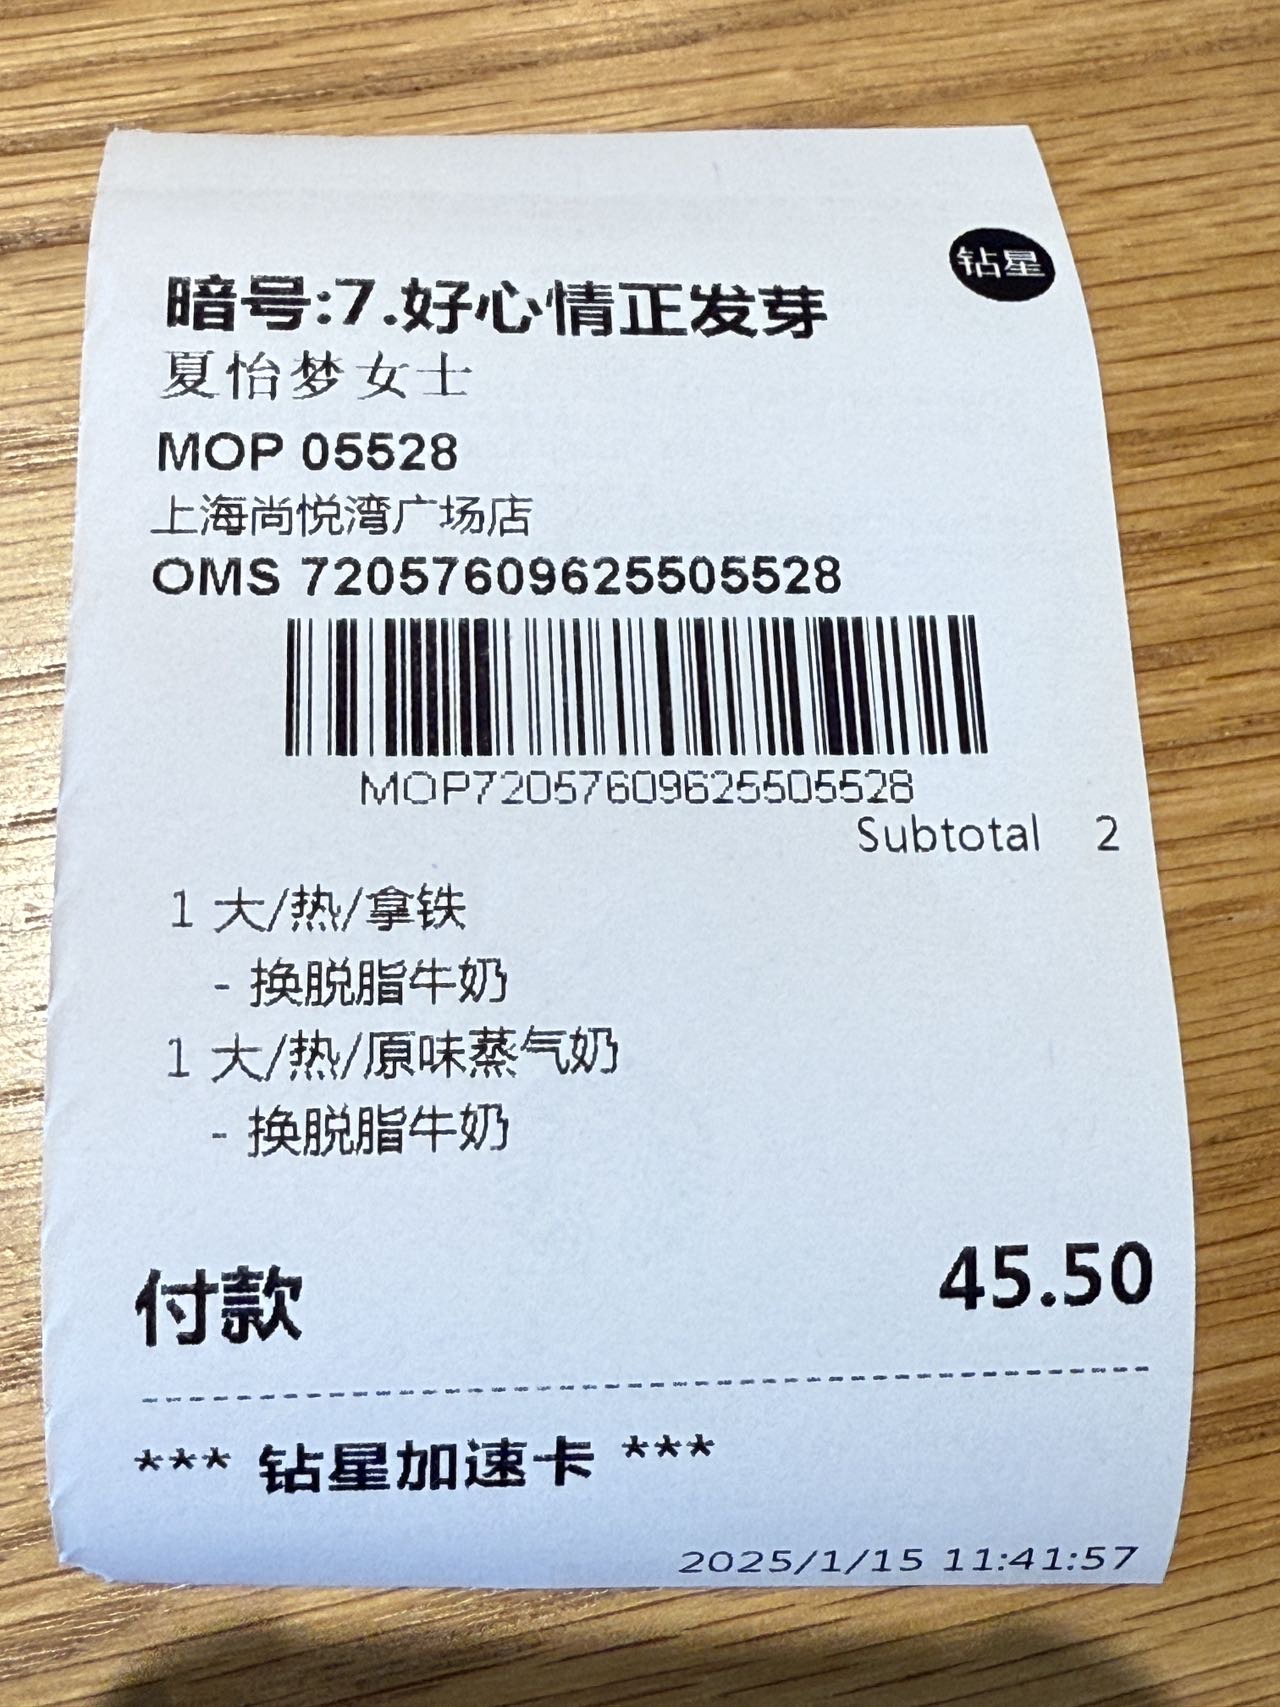 钻星
暗号:7.好心情正发芽
夏怡梦女士
MOP 05528
上海尚悦湾广场店
OMS 72057609625505528
MOP72057609625505528
Subtotal 2
1 大/热/拿铁
- 换脱脂牛奶
1 大/热/原味蒸气奶
- 换脱脂牛奶
付款 45.50
*** 钻星加速卡 ***
2025/1/15 11:41:57